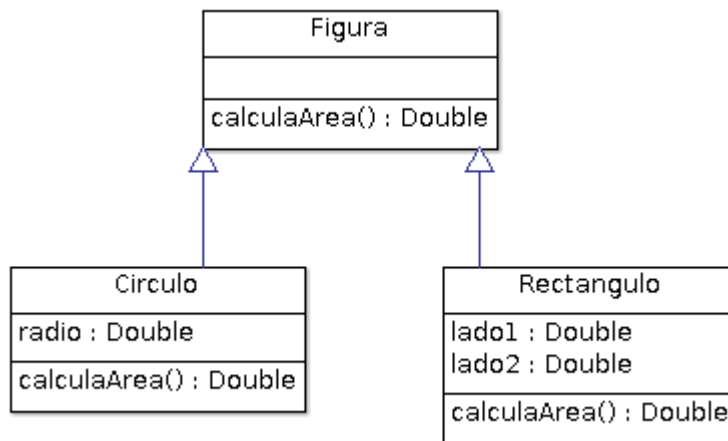 Figura
calculaArea() : Double
Circulo
radio : Double
calculaArea() : Double
Rectangulo
lado1 : Double
lado2 : Double
calculaArea() : Double